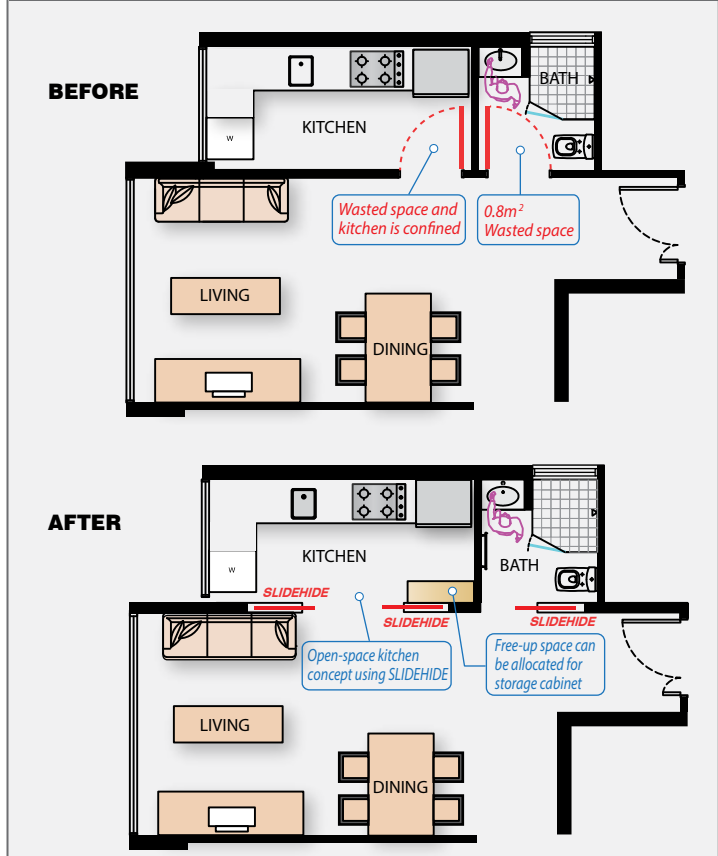 BEFORE
BATH
KITCHEN
W
Wasted space and
kitchen is confined
0.8m²
Wasted space
LIVING
DINING
AFTER
KITCHEN
BATH
W
SLIDEHIDE
SLIDEHIDE
SLIDEHIDE
Open-space kitchen
concept using SLIDEHIDE
Free-up space can
be allocated for
storage cabinet
LIVING
DINING